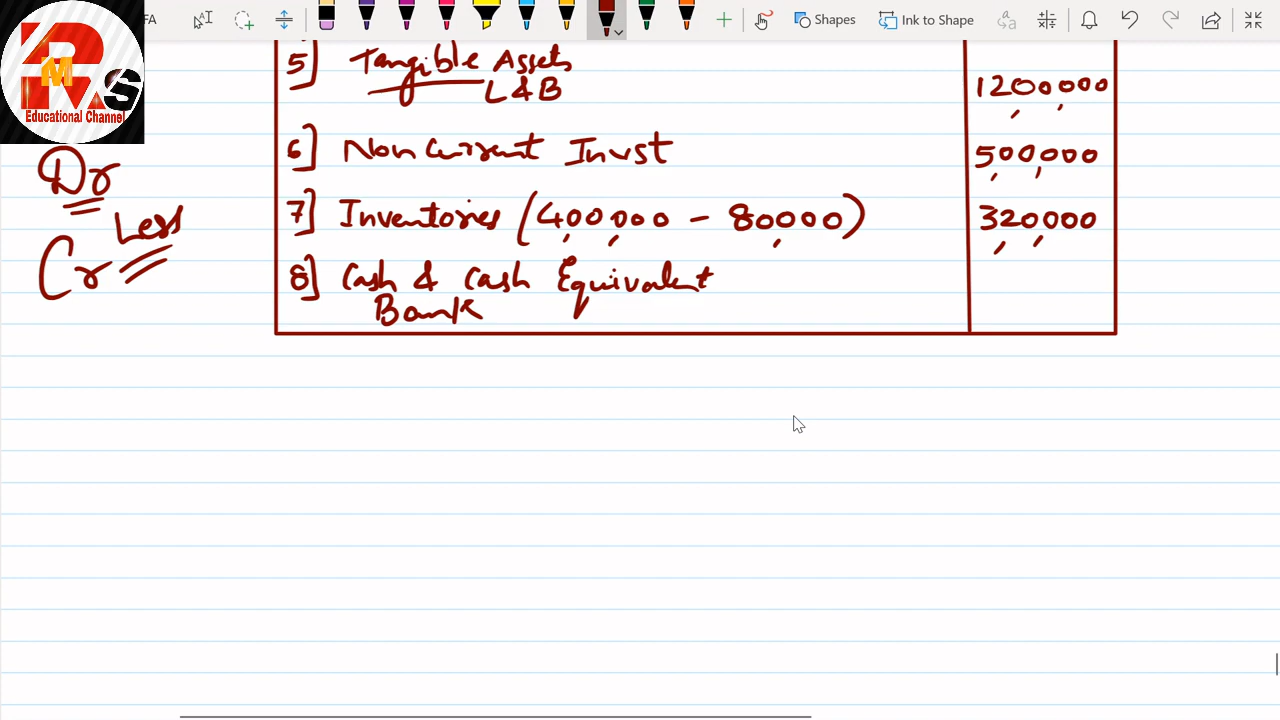 FA
Shapes
Ink to Shape
RMS
Educational Channel
5] Tangible Assets
L & B 1200000
6] Non Current Invst 500000
7] Inventories (400000 - 80000) 320000
8] Cash & Cash Equivalent
Bank
Dr
Less
Cr